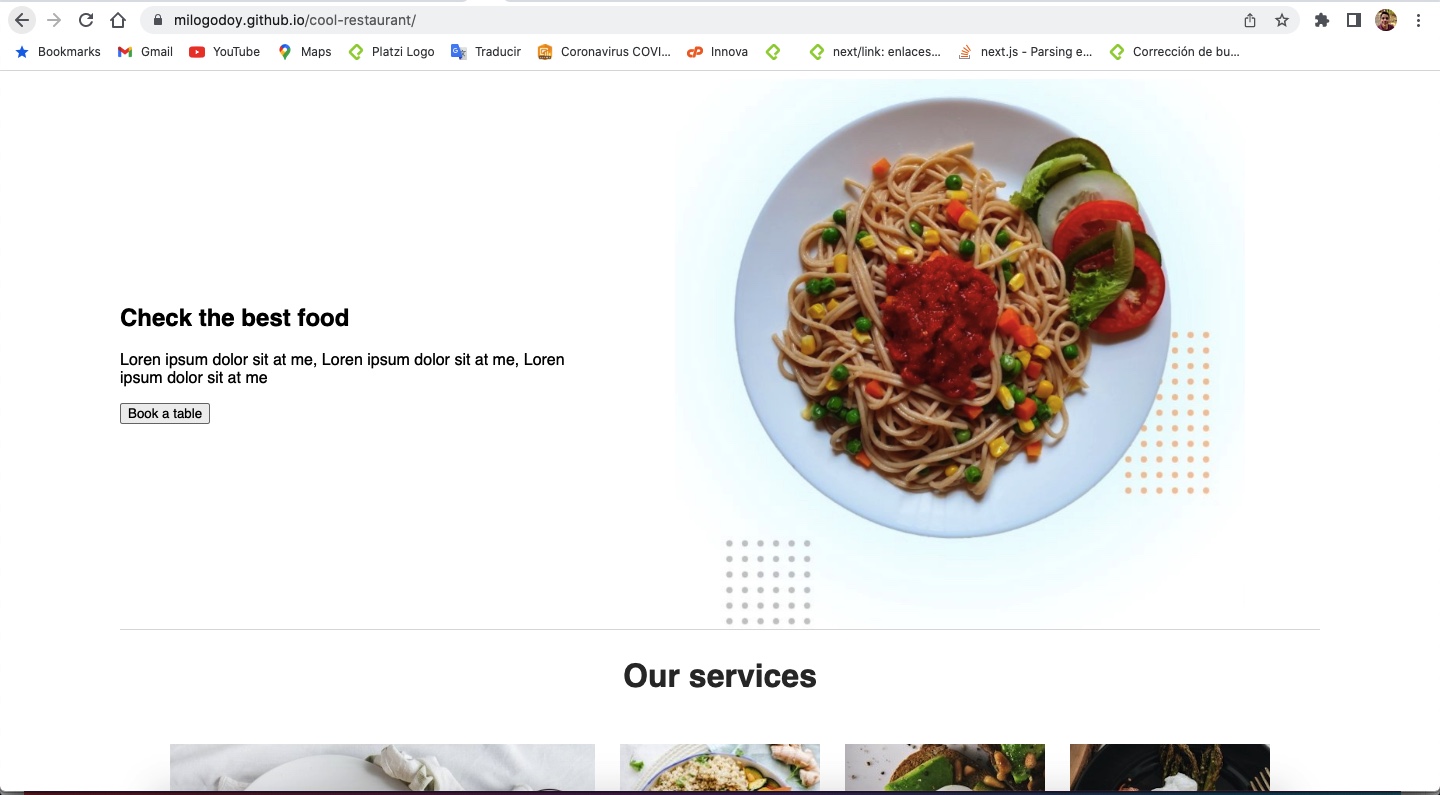 milogodoy.github.io/cool-restaurant/
Bookmarks Gmail YouTube Maps Platzi Logo Traducir Coronavirus COVI... Innova next/link: enlaces... next.js - Parsing e... Corrección de bu...
Check the best food
Loren ipsum dolor sit at me, Loren ipsum dolor sit at me, Loren
ipsum dolor sit at me
Book a table
Our services